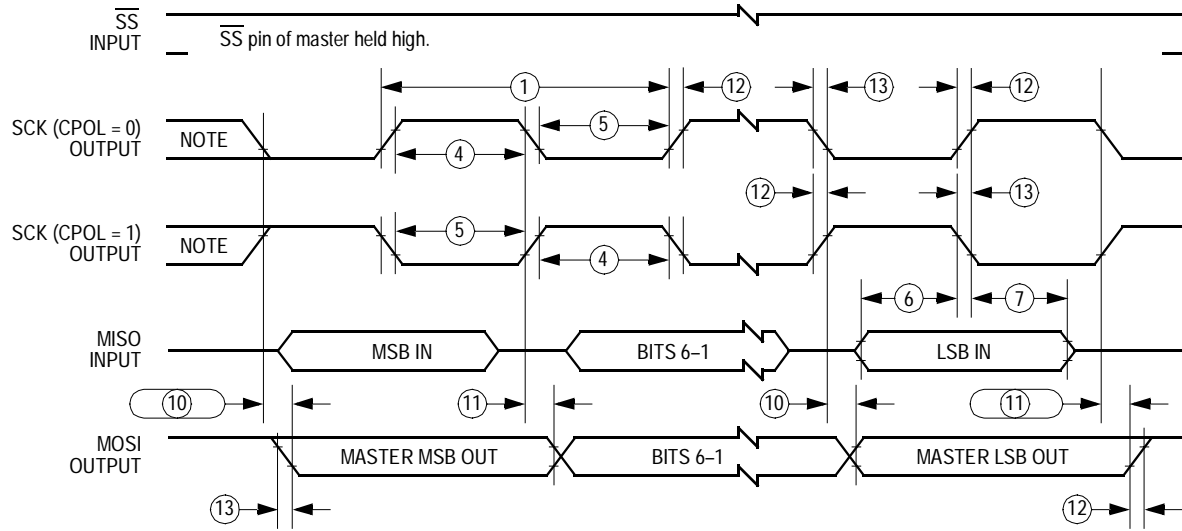 SS
INPUT
SS pin of master held high.
1
12
13
12
SCK (CPOL = 0)
OUTPUT
NOTE
5
4
12
13
SCK (CPOL = 1)
OUTPUT
NOTE
5
4
6
7
MISO
INPUT
MSB IN
BITS 6–1
LSB IN
10
11
10
11
MOSI
OUTPUT
MASTER MSB OUT
BITS 6–1
MASTER LSB OUT
13
12